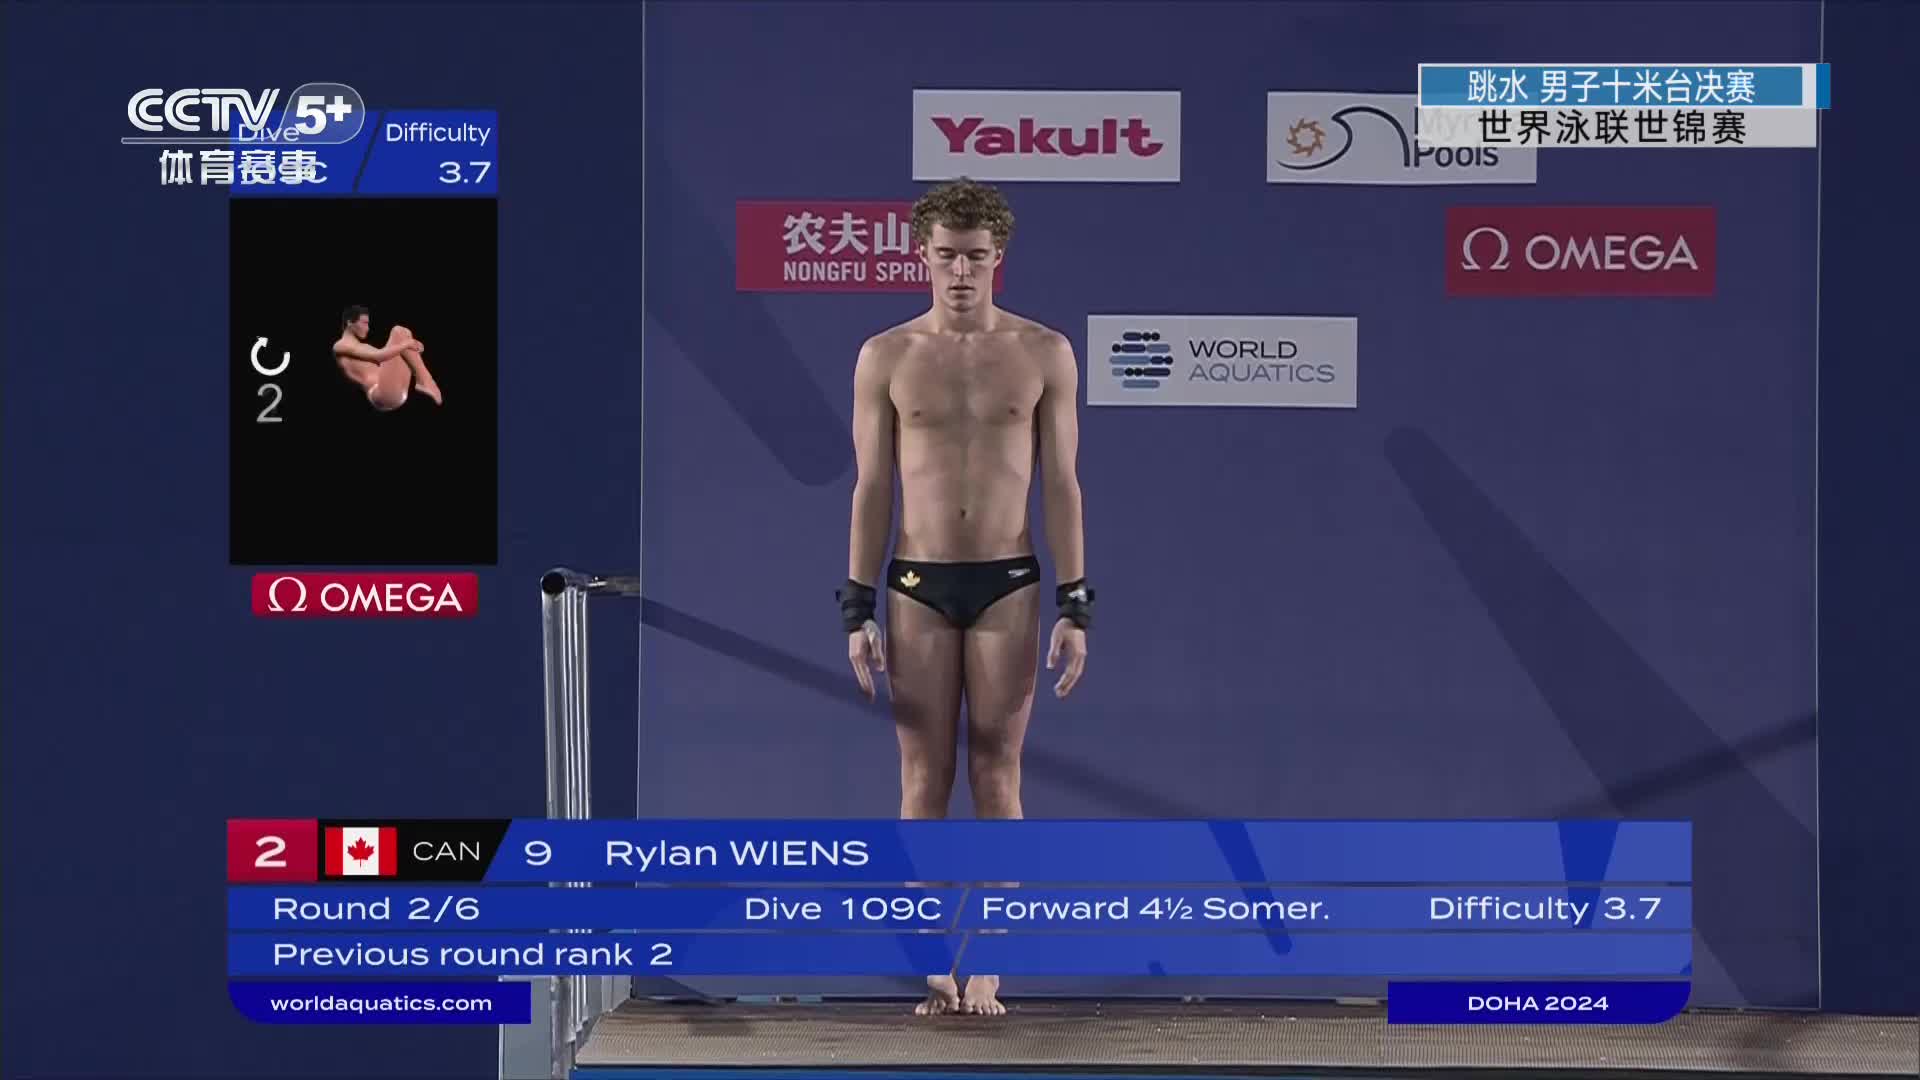 CCTV 5+
体育赛事
Dive
Difficulty
3.7
2
Ω OMEGA
Yakult
Pools
跳水 男子十米台决赛
世界泳联世锦赛
农夫山
NONGFU SPRI
Ω OMEGA
WORLD
AQUATICS
2 CAN 9 Rylan WIENS
Round 2/6 Dive 109C Forward 4½ Somer. Difficulty 3.7
Previous round rank 2
worldaquatics.com
DOHA 2024